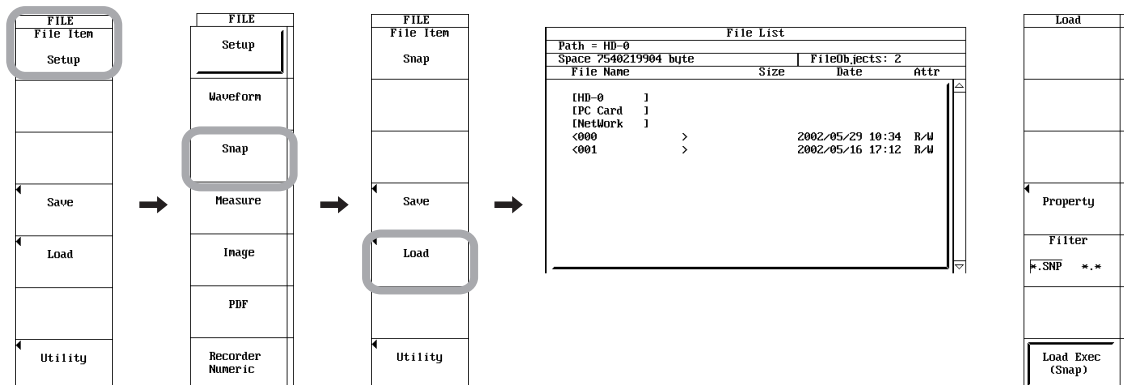 FILE
File Item
Setup
Save
Load
Utility
FILE
Setup
Waveform
Snap
Measure
Image
PDF
Recorder
Numeric
FILE
File Item
Snap
Save
Load
Utility
File List
Path = HD-0
Space 7540219904 byte FileObjects: 2
File Name Size Date Attr
[HD-0 ]
[PC Card ]
[NetWork ]
<000 > 2002/05/29 10:34 R/W
<001 > 2002/05/16 17:12 R/W
Load
Property
Filter
*.SNP *.*
Load Exec
(Snap)